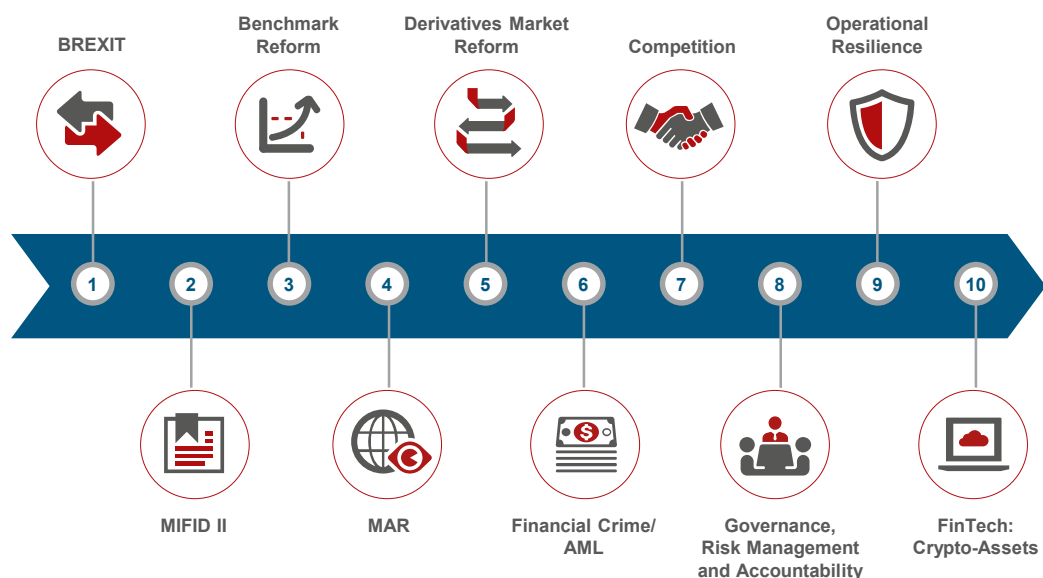 BREXIT
Benchmark
Reform
Derivatives Market
Reform
Competition
Operational
Resilience
1
2
3
4
5
6
7
8
9
10
$
MIFID II
MAR
Financial Crime/
AML
Governance,
Risk Management
and Accountability
FinTech:
Crypto-Assets